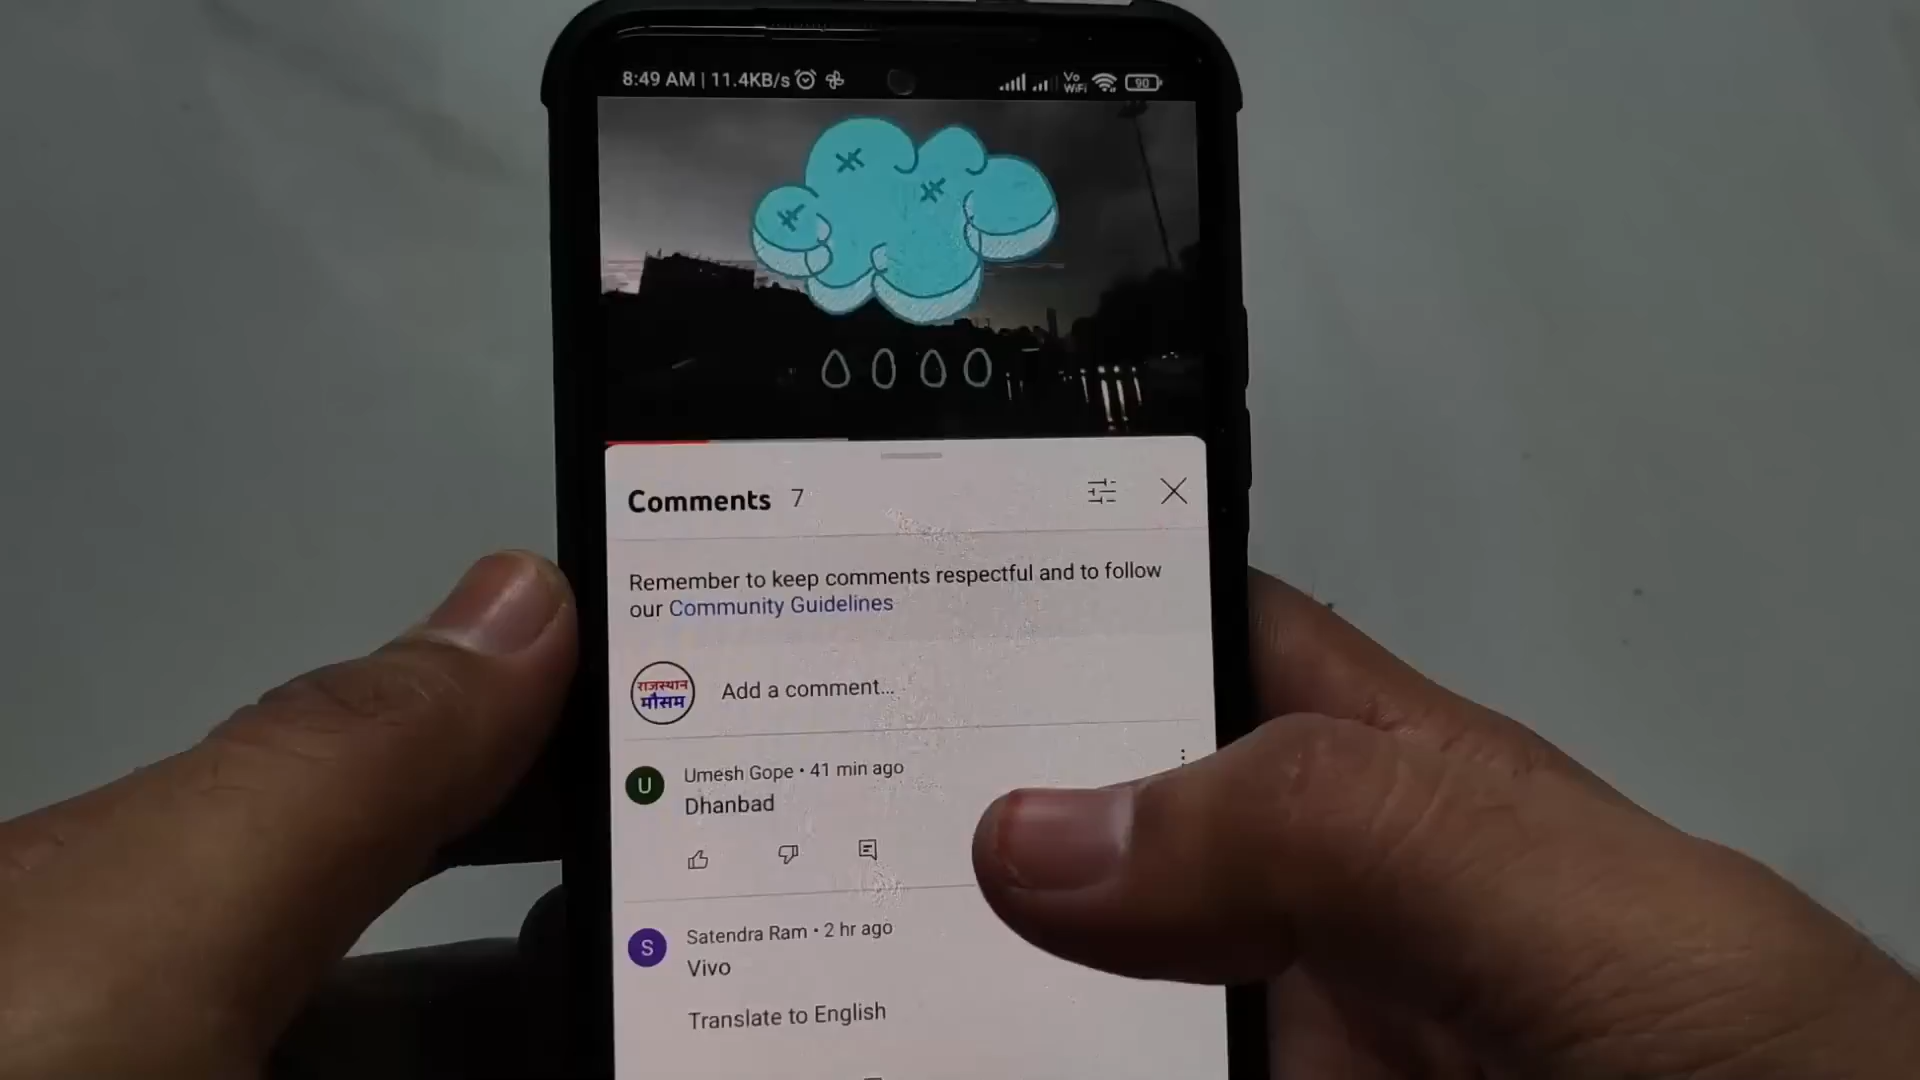 8:49 AM | 11.4KB/s
Vo
WiFi
90
Comments 7
Remember to keep comments respectful and to follow
our Community Guidelines
राजस्थान
मौसम
Add a comment...
U
Umesh Gope • 41 min ago
Dhanbad
S
Satendra Ram • 2 hr ago
Vivo
Translate to English